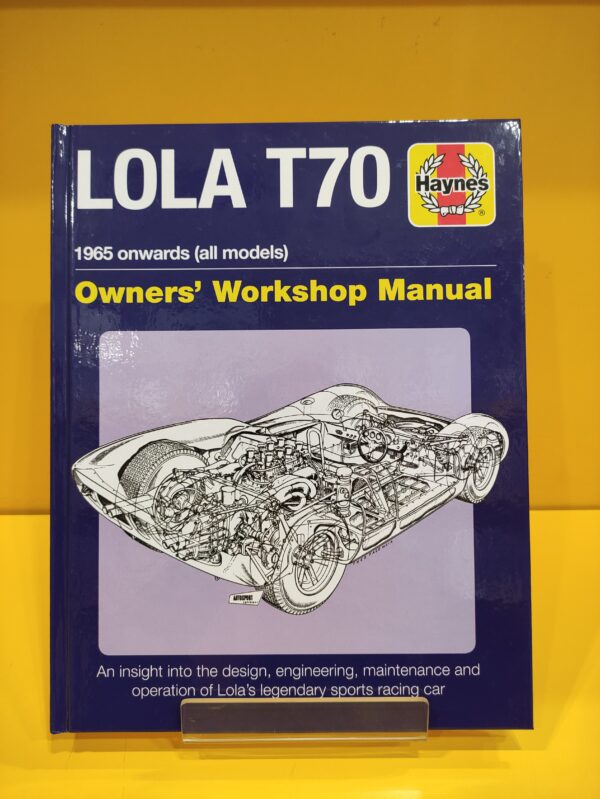 LOLA T70
Haynes
®
1965 onwards (all models)
Owners' Workshop Manual
AUTOSPORT
An insight into the design, engineering, maintenance and
operation of Lola's legendary sports racing car